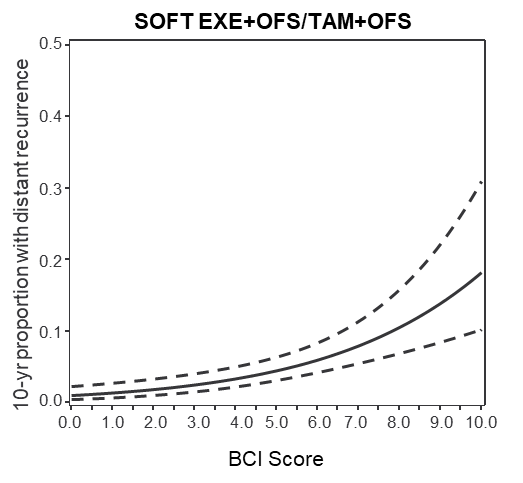 SOFT EXE+OFS/TAM+OFS
10-yr proportion with distant recurrence
0.5
0.4
0.3
0.2
0.1
0.0
0.0 1.0 2.0 3.0 4.0 5.0 6.0 7.0 8.0 9.0 10.0
BCI Score